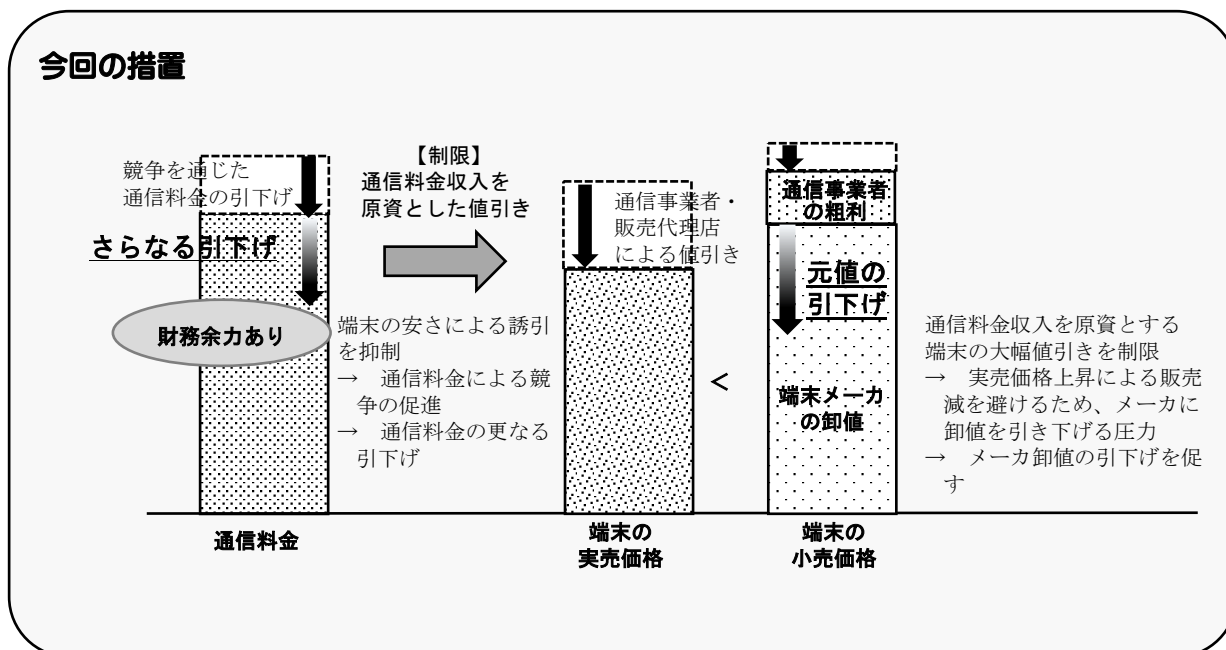 今回の措置
競争を通じた
通信料金の引下げ
さらなる引下げ
財務余力あり
【制限】
通信料金収入を
原資とした値引き
端末の安さによる誘引
を抑制
→ 通信料金による競
争の促進
→ 通信料金の更なる
引下げ
通信事業者・
販売代理店
による値引き
<
通信事業者
の粗利
元値の
引下げ
端末メーカ
の卸値
通信料金収入を原資とする
端末の大幅値引きを制限
→ 実売価格上昇による販売
減を避けるため、メーカに
卸値を引き下げる圧力
→ メーカ卸値の引下げを促
す
通信料金
端末の
実売価格
端末の
小売価格